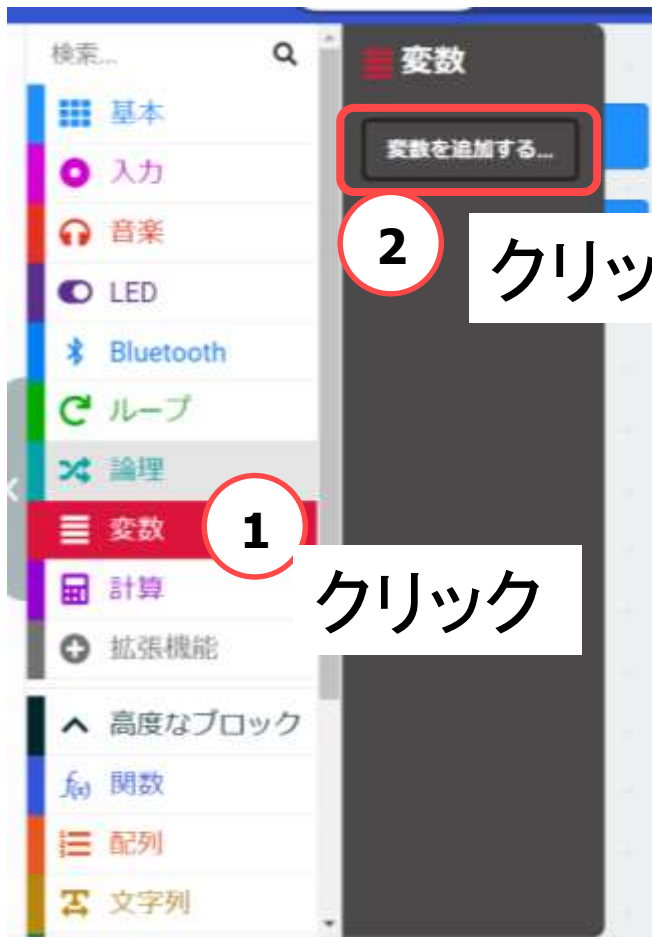 検索...
基本
入力
音楽
LED
Bluetooth
ループ
論理
変数
計算
拡張機能
高度なブロック
f(x) 関数
配列
文字列
変数
変数を追加する...
2
クリッ
1
クリック